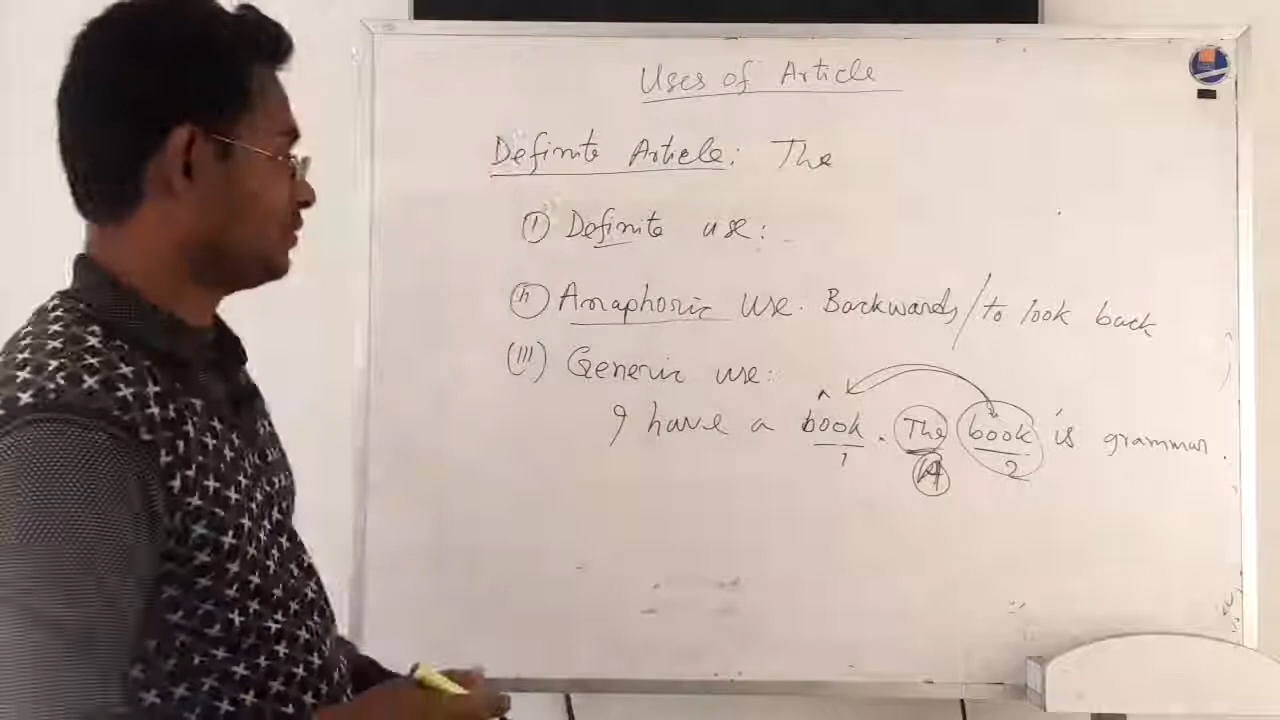 Uses of Article
Definite Article: The
(i) Definite use:
(ii) Anaphoric use. Backwards/to look back
(III) Generic use:
I have a book. The book is grammar.
1 A 2